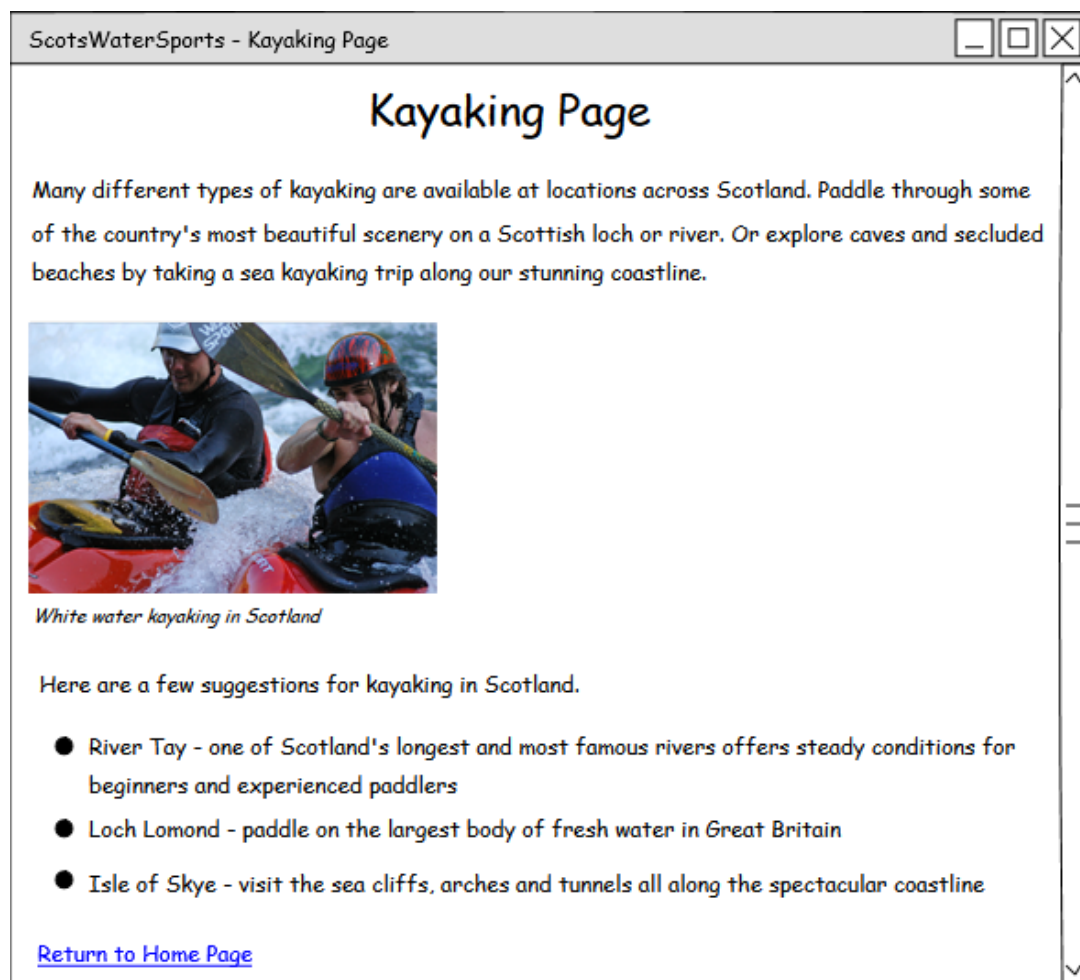 ScotsWaterSports - Kayaking Page
Kayaking Page
Many different types of kayaking are available at locations across Scotland. Paddle through some
of the country's most beautiful scenery on a Scottish loch or river. Or explore caves and secluded
beaches by taking a sea kayaking trip along our stunning coastline.
White water kayaking in Scotland
Here are a few suggestions for kayaking in Scotland.
River Tay - one of Scotland's longest and most famous rivers offers steady conditions for
beginners and experienced paddlers
Loch Lomond - paddle on the largest body of fresh water in Great Britain
Isle of Skye - visit the sea cliffs, arches and tunnels all along the spectacular coastline
Return to Home Page